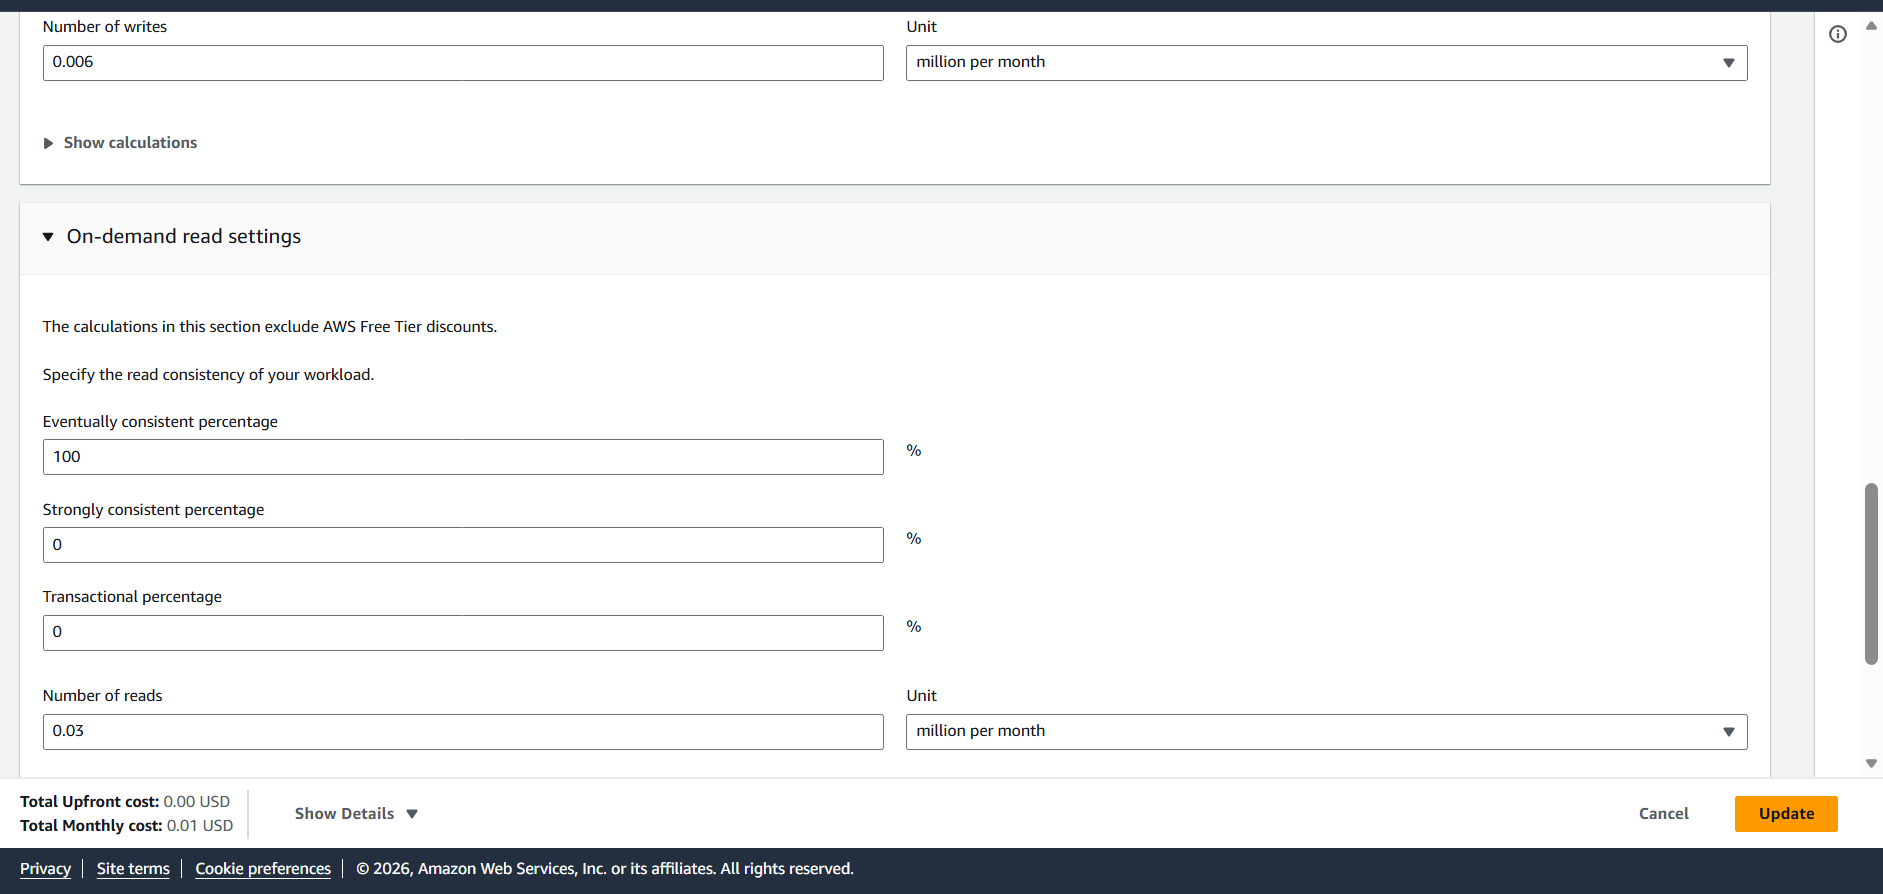 Number of writes
Unit
0.006
million per month
Show calculations
On-demand read settings
The calculations in this section exclude AWS Free Tier discounts.
Specify the read consistency of your workload.
Eventually consistent percentage
100
%
Strongly consistent percentage
0
%
Transactional percentage
0
%
Number of reads
Unit
0.03
million per month
Total Upfront cost: 0.00 USD
Total Monthly cost: 0.01 USD
Show Details
Cancel
Update
Privacy
Site terms
Cookie preferences
© 2026, Amazon Web Services, Inc. or its affiliates. All rights reserved.